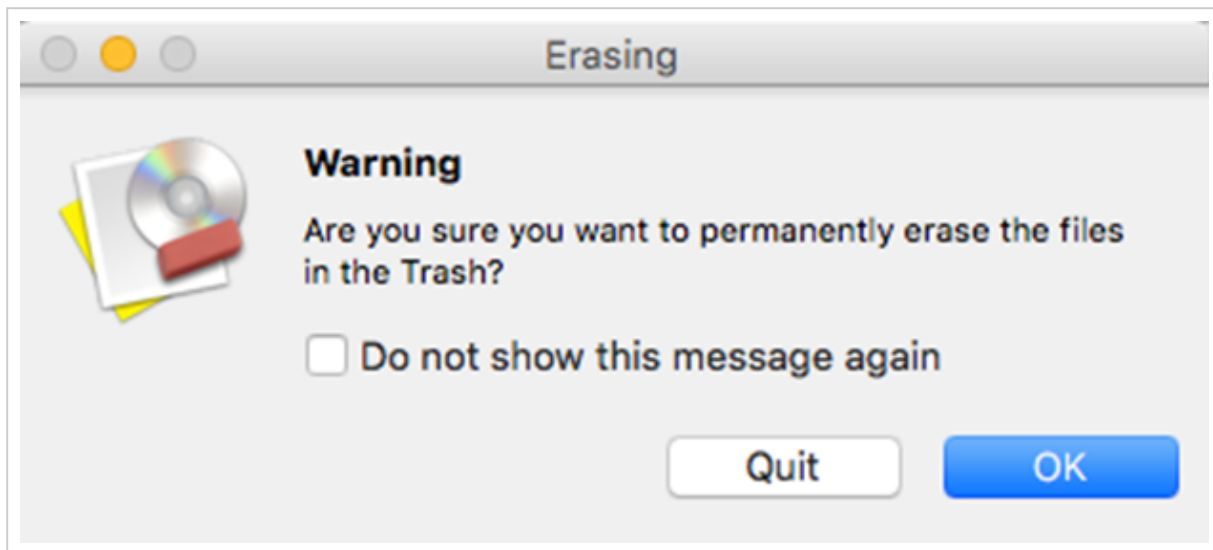 Erasing
Warning
Are you sure you want to permanently erase the files
in the Trash?
Do not show this message again
Quit
OK